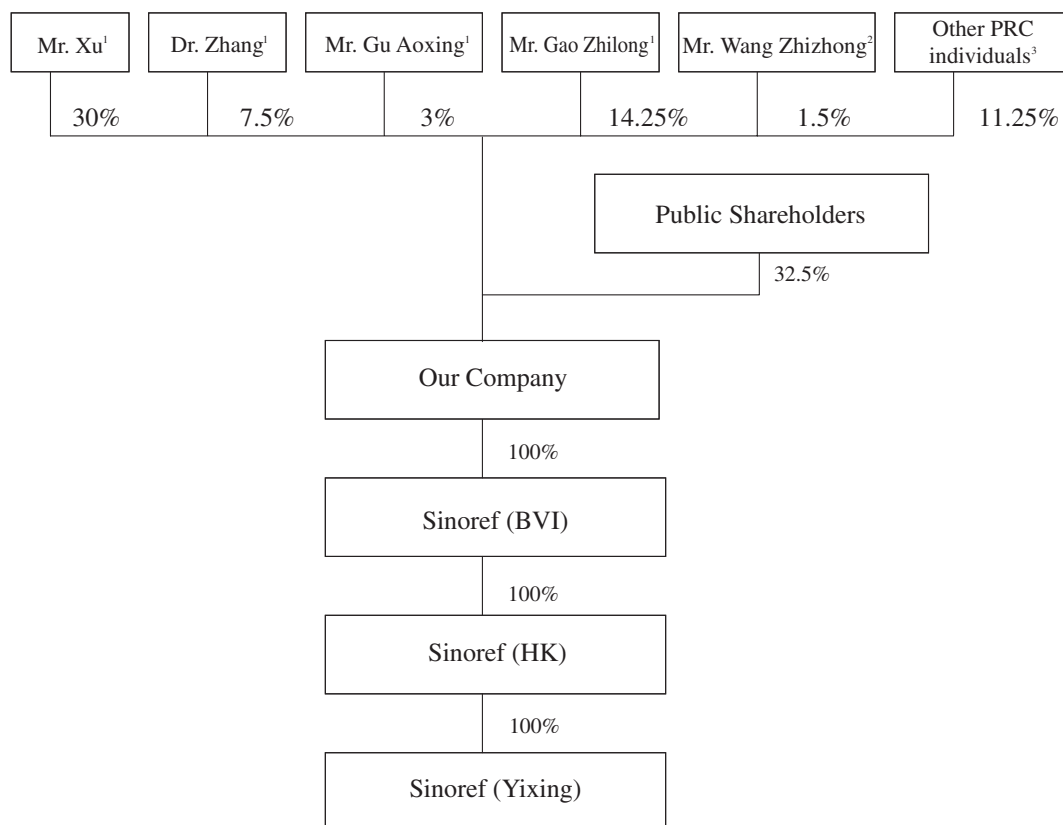 Mr. Xu¹
Dr. Zhang¹
Mr. Gu Aoxing¹
Mr. Gao Zhilong¹
Mr. Wang Zhizhong²
Other PRC
individuals³
30%
7.5%
3%
14.25%
1.5%
11.25%
Public Shareholders
32.5%
Our Company
100%
Sinoref (BVI)
100%
Sinoref (HK)
100%
Sinoref (Yixing)